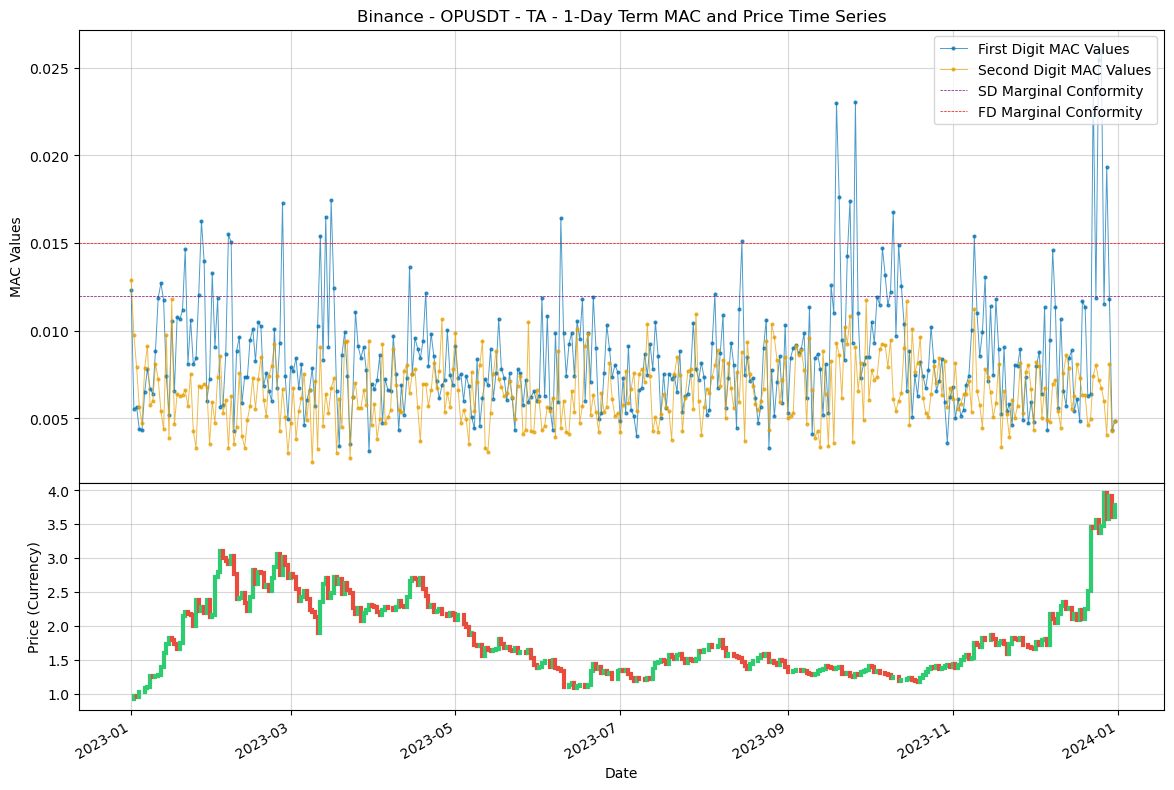 Binance - OPUSDT - TA - 1-Day Term MAC and Price Time Series
MAC Values
0.025
0.020
0.015
0.010
0.005
First Digit MAC Values
Second Digit MAC Values
SD Marginal Conformity
FD Marginal Conformity
Price (Currency)
4.0
3.5
3.0
2.5
2.0
1.5
1.0
2023-01
2023-03
2023-05
2023-07
2023-09
2023-11
2024-01
Date